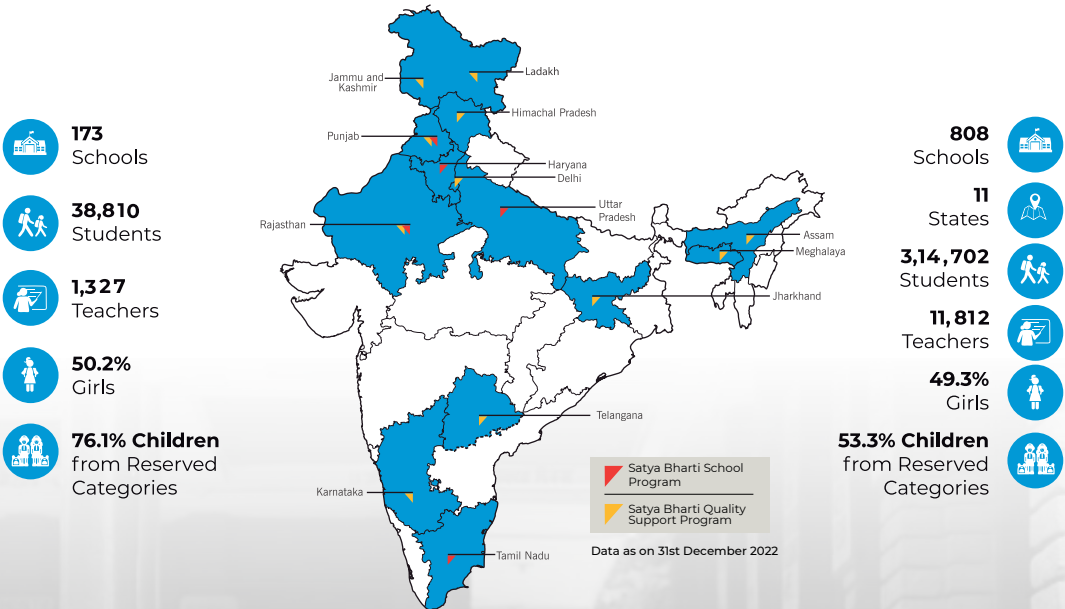 173
Schools
38,810
Students
1,327
Teachers
50.2%
Girls
76.1% Children
from Reserved
Categories
Jammu and
Kashmir
Ladakh
Himachal Pradesh
Punjab
Haryana
Delhi
Uttar
Pradesh
Rajasthan
Assam
Meghalaya
Jharkhand
Telangana
Karnataka
Tamil Nadu
Satya Bharti School
Program
Satya Bharti Quality
Support Program
Data as on 31st December 2022
808
Schools
11
States
3,14,702
Students
11,812
Teachers
49.3%
Girls
53.3% Children
from Reserved
Categories